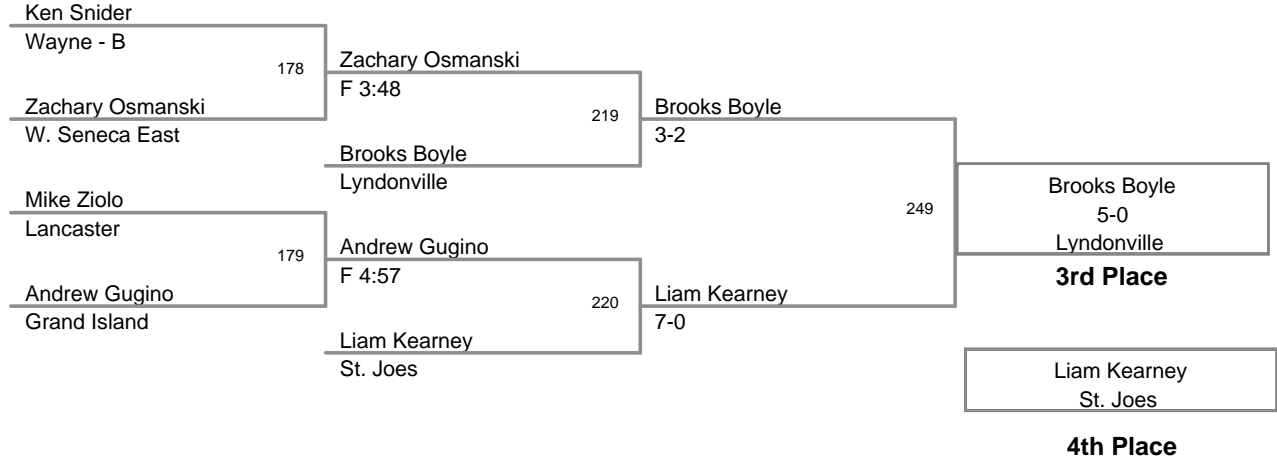 Ken Snider
Wayne - B
178
Zachary Osmanski
F 3:48
Zachary Osmanski
W. Seneca East
219
Brooks Boyle
3-2
Brooks Boyle
Lyndonville
Mike Ziolo
Lancaster
179
Andrew Gugino
F 4:57
Andrew Gugino
Grand Island
220
Liam Kearney
7-0
Liam Kearney
St. Joes
249
Brooks Boyle
5-0
Lyndonville
3rd Place
Liam Kearney
St. Joes
4th Place